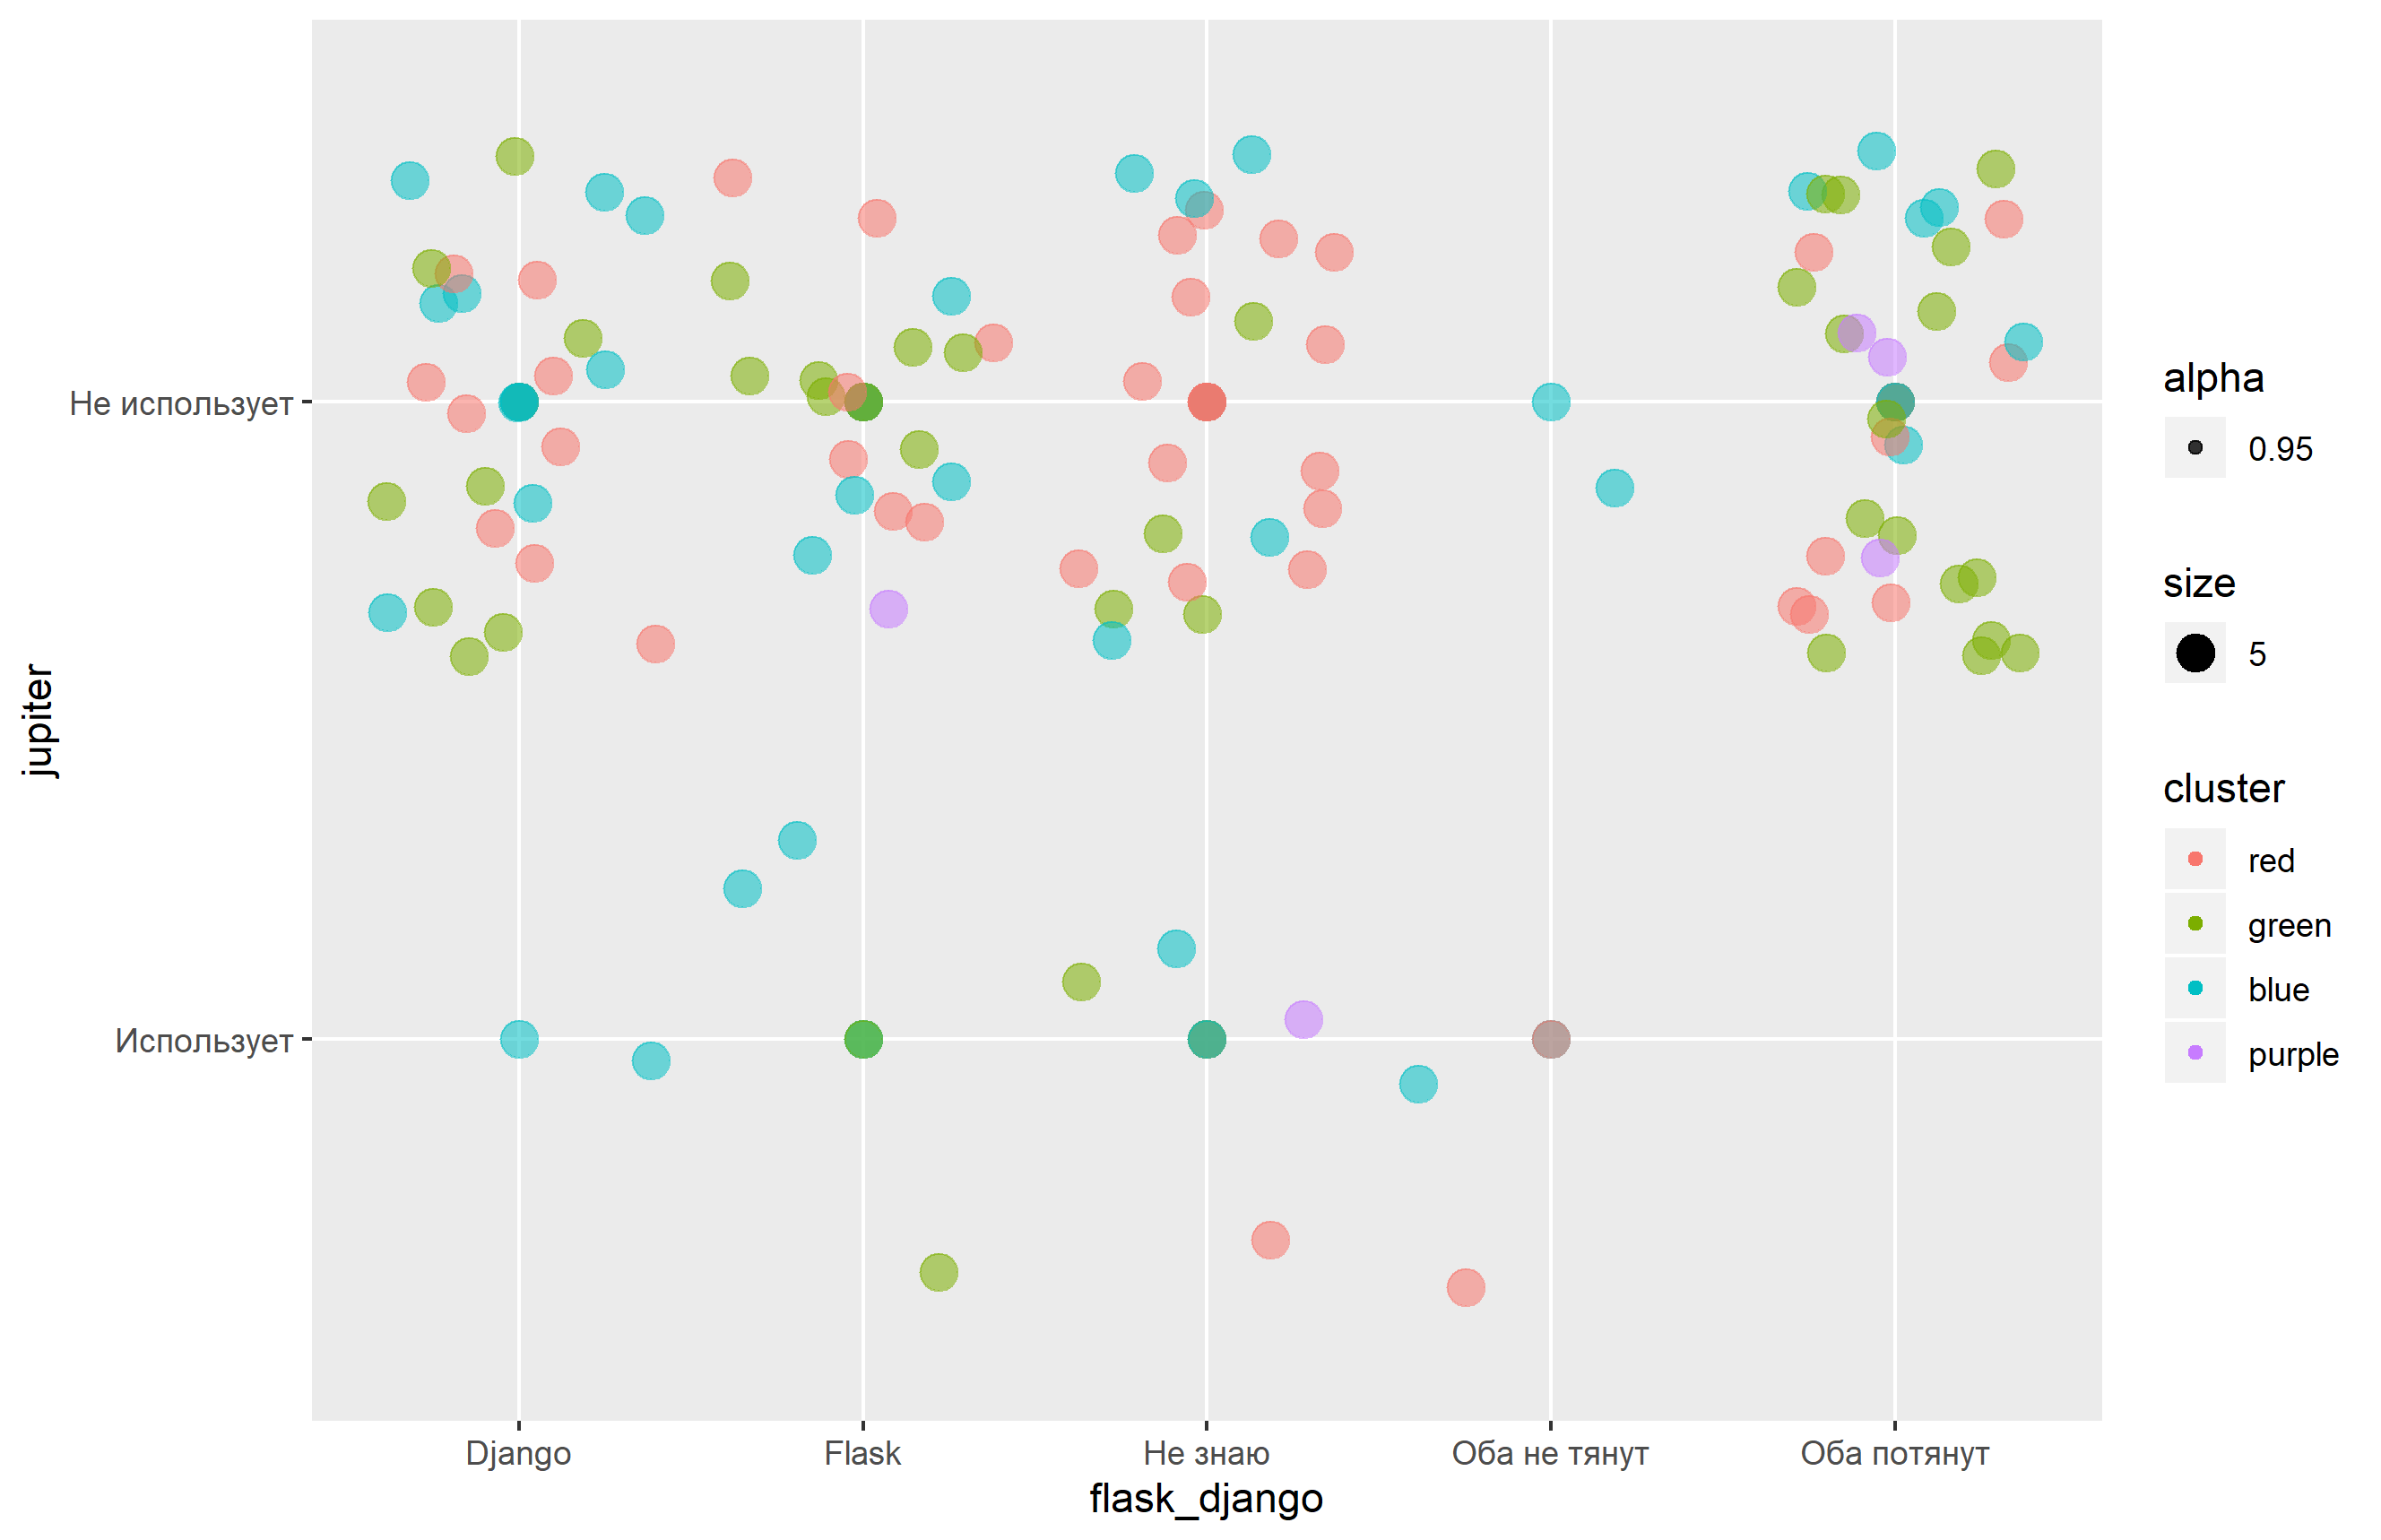 jupiter
Не использует
Использует
Django
Flask
Не знаю
Оба не тянут
Оба потянут
flask_django
alpha
0.95
size
5
cluster
red
green
blue
purple